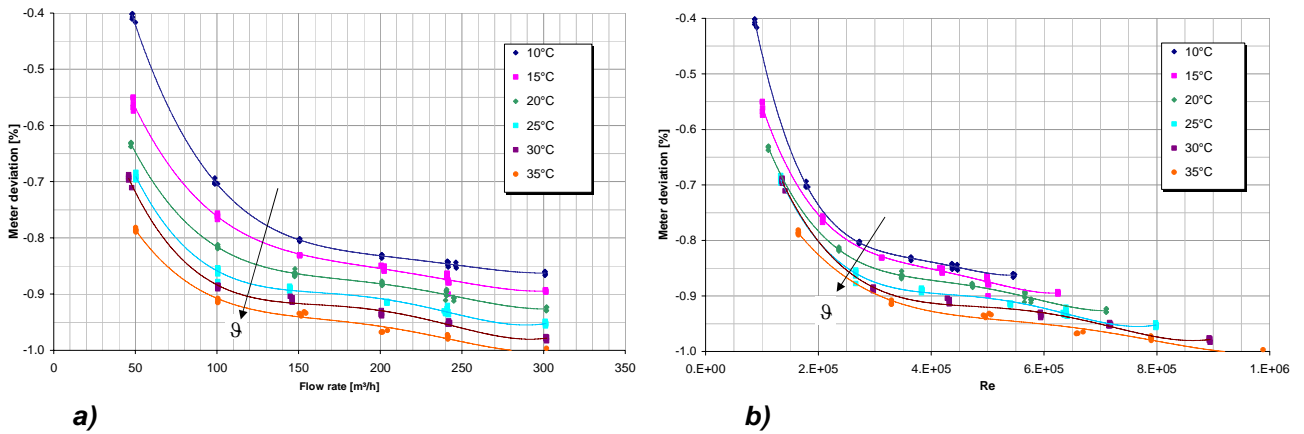 -0.4
-0.5
-0.6
-0.7
-0.8
-0.9
-1.0
Meter deviation [%]
0 50 100 150 200 250 300 350
Flow rate [m³/h]
10°C
15°C
20°C
25°C
30°C
35°C
ϑ
a)
-0.4
-0.5
-0.6
-0.7
-0.8
-0.9
-1.0
Meter deviation [%]
0.E+00 2.E+05 4.E+05 6.E+05 8.E+05 1.E+06
Re
10°C
15°C
20°C
25°C
30°C
35°C
ϑ
b)